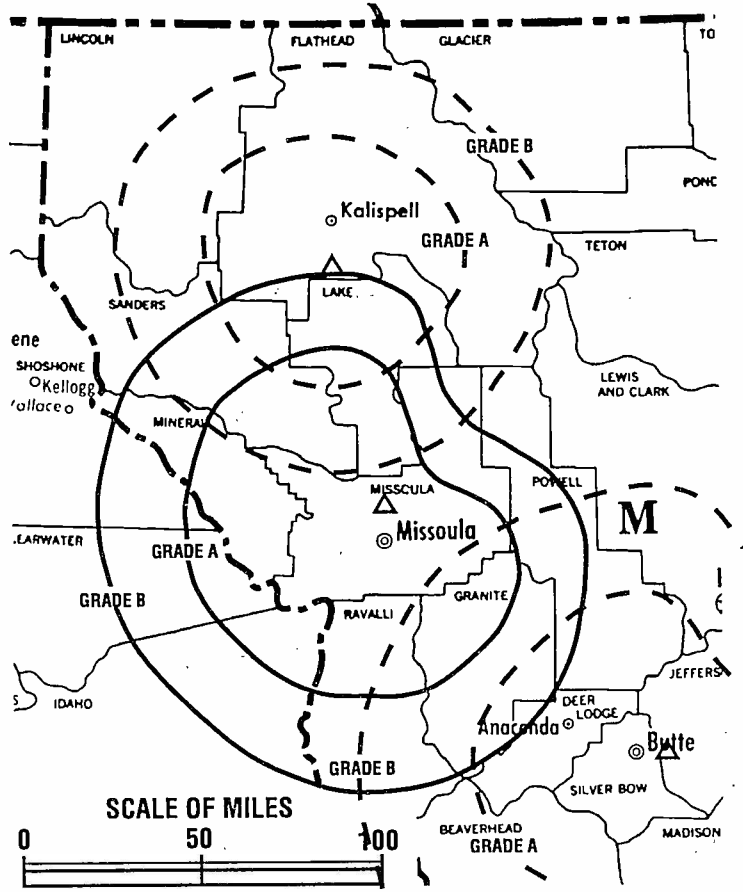 LINCOLN
FLATHEAD
GLACIER
TO
GRADE B
PONC
Kalispell
GRADE A
TETON
LAKE
SANDERS
ene
SHOSHONE
Kellogg
allace
LEWIS
AND CLARK
MINERAL
MISSCULA
POWELL
M
Missoula
EARWATER
GRADE A
GRADE B
RAVALLI
GRANITE
JEFFERS
S
IDAHO
DEER
LODGE
Anaconda
Butte
GRADE B
SILVER BOW
SCALE OF MILES
0 50 100
BEAVERHEAD
MADISON
GRADE A